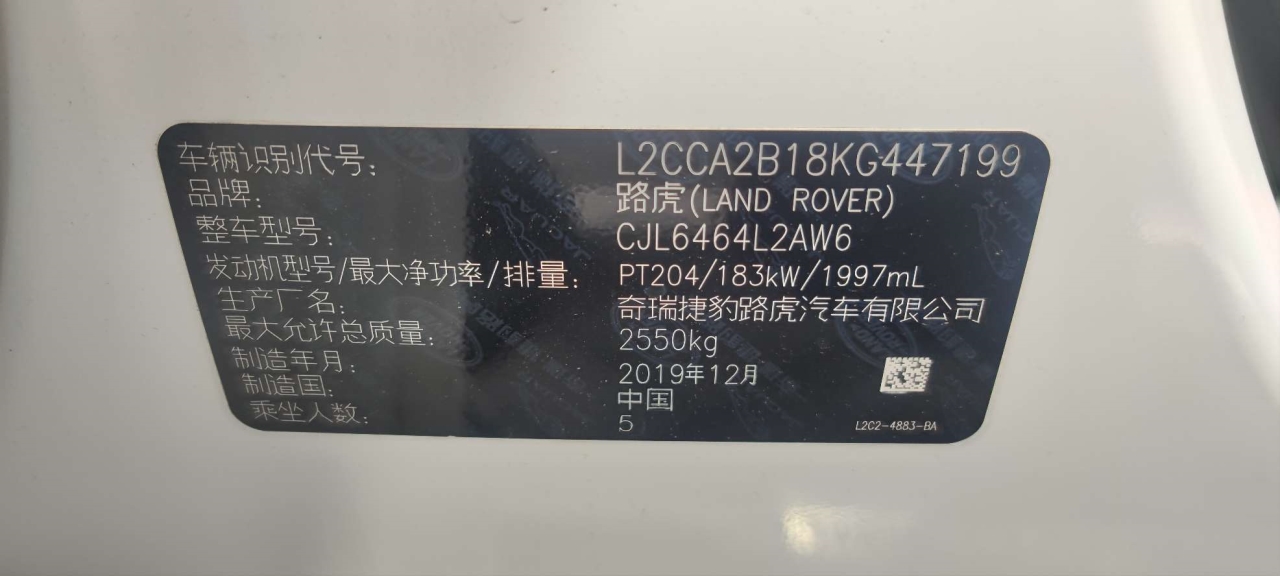 车辆识别代号: L2CCA2B18KG447199
品牌: 路虎(LAND ROVER)
整车型号: CJL6464L2AW6
发动机型号/最大净功率/排量: PT204/183kW/1997mL
生产厂名: 奇瑞捷豹路虎汽车有限公司
最大允许总质量: 2550kg
制造年月: 2019年12月
制造国: 中国
乘坐人数: 5
L2C2-4883-BA